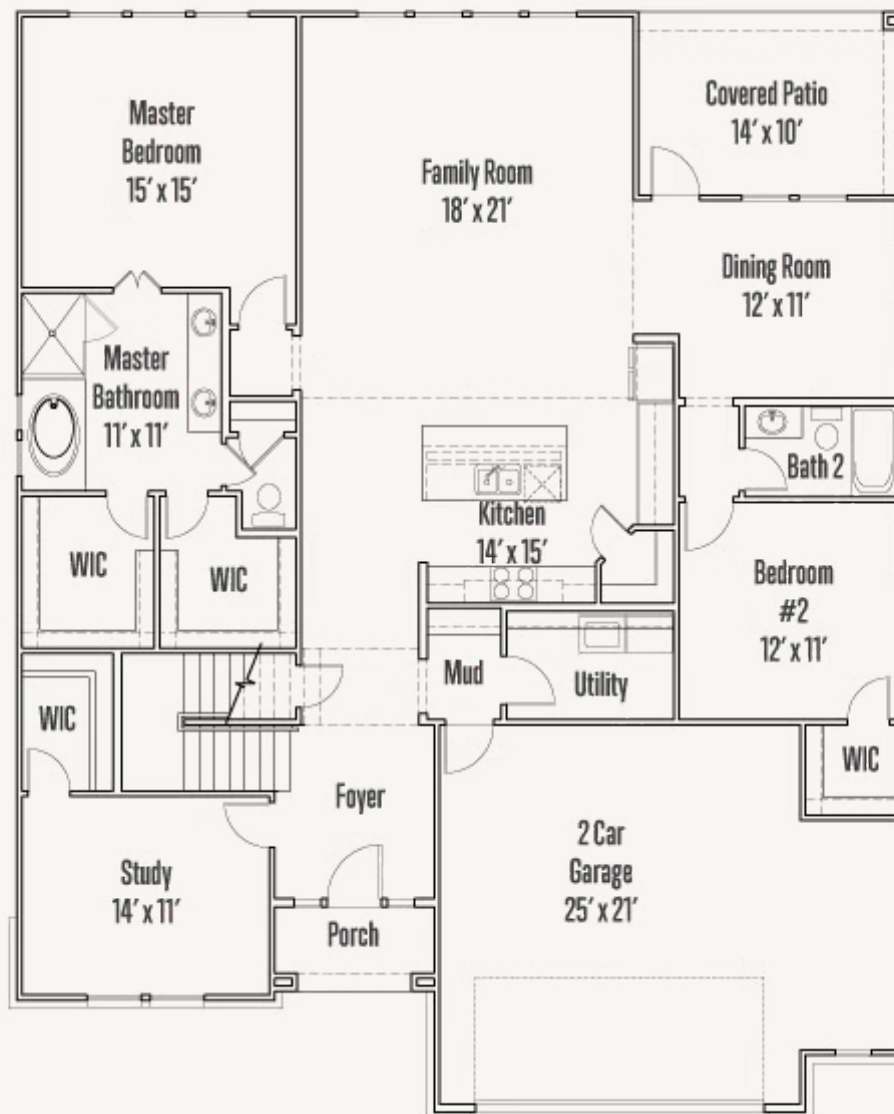 Master
Bedroom
15' x 15'
Family Room
18' x 21'
Covered Patio
14' x 10'
Dining Room
12' x 11'
Master
Bathroom
11' x 11'
Bath 2
Kitchen
14' x 15'
WIC
WIC
Bedroom
#2
12' x 11'
Mud
Utility
WIC
WIC
Foyer
2 Car
Garage
25' x 21'
Study
14' x 11'
Porch